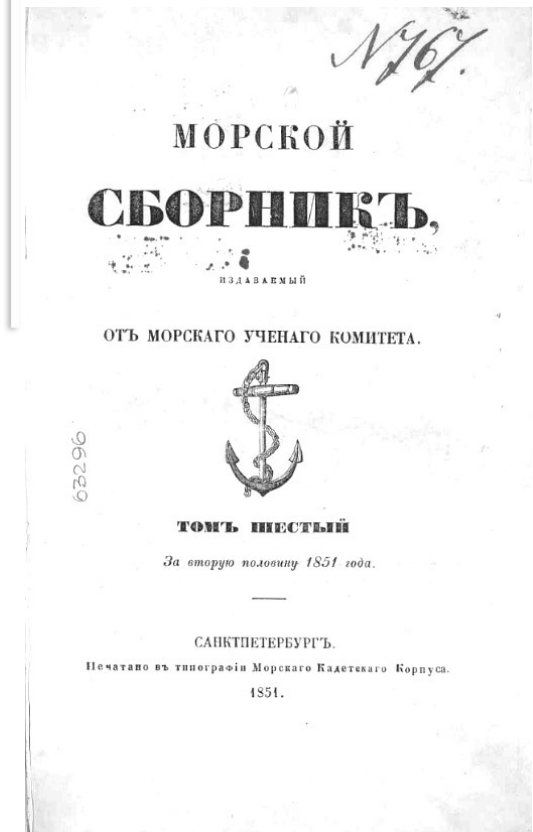 N 767.
МОРСКОЙ
СБОРНИКЪ,
ИЗДАВАЕМЫЙ
ОТЪ МОРСКАГО УЧЕНАГО КОМИТЕТА.
63296
ТОМЪ ШЕСТЫЙ
За вторую половину 1851 года.
САНКТПЕТЕРБУРГЪ.
Печатано въ типографіи Морскаго Кадетскаго Корпуса.
1851.